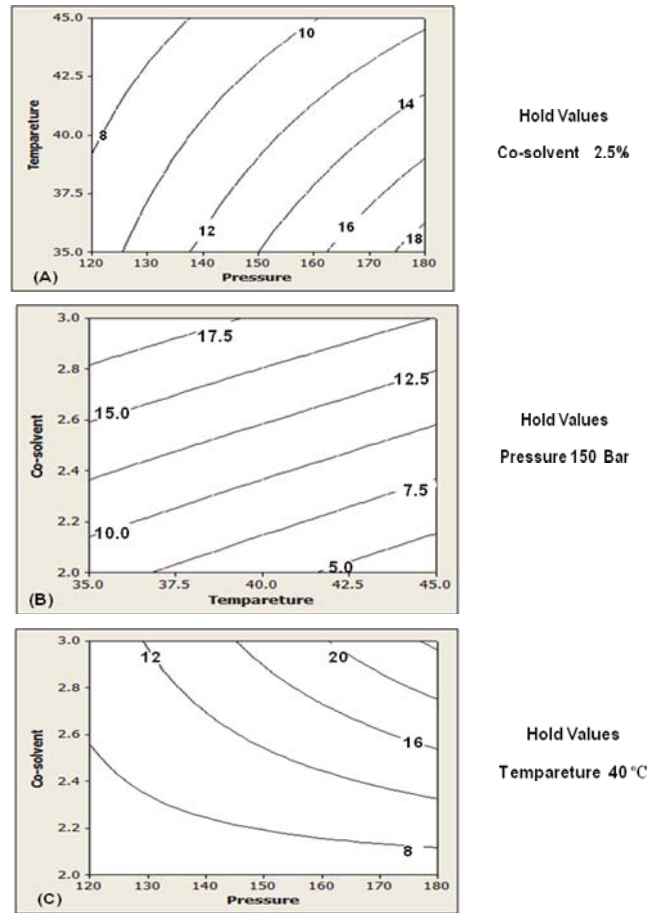 45.0
42.5
40.0
37.5
35.0
Tempareture
8
10
14
12
16
18
120 130 140 150 160 170 180
Pressure
(A)
Hold Values
Co-solvent 2.5%
3.0
2.8
2.6
2.4
2.2
2.0
Co-solvent
17.5
15.0
12.5
10.0
7.5
5.0
35.0 37.5 40.0 42.5 45.0
Tempareture
(B)
Hold Values
Pressure 150 Bar
3.0
2.8
2.6
2.4
2.2
2.0
Co-solvent
12
20
16
8
120 130 140 150 160 170 180
Pressure
(C)
Hold Values
Tempareture 40 °C